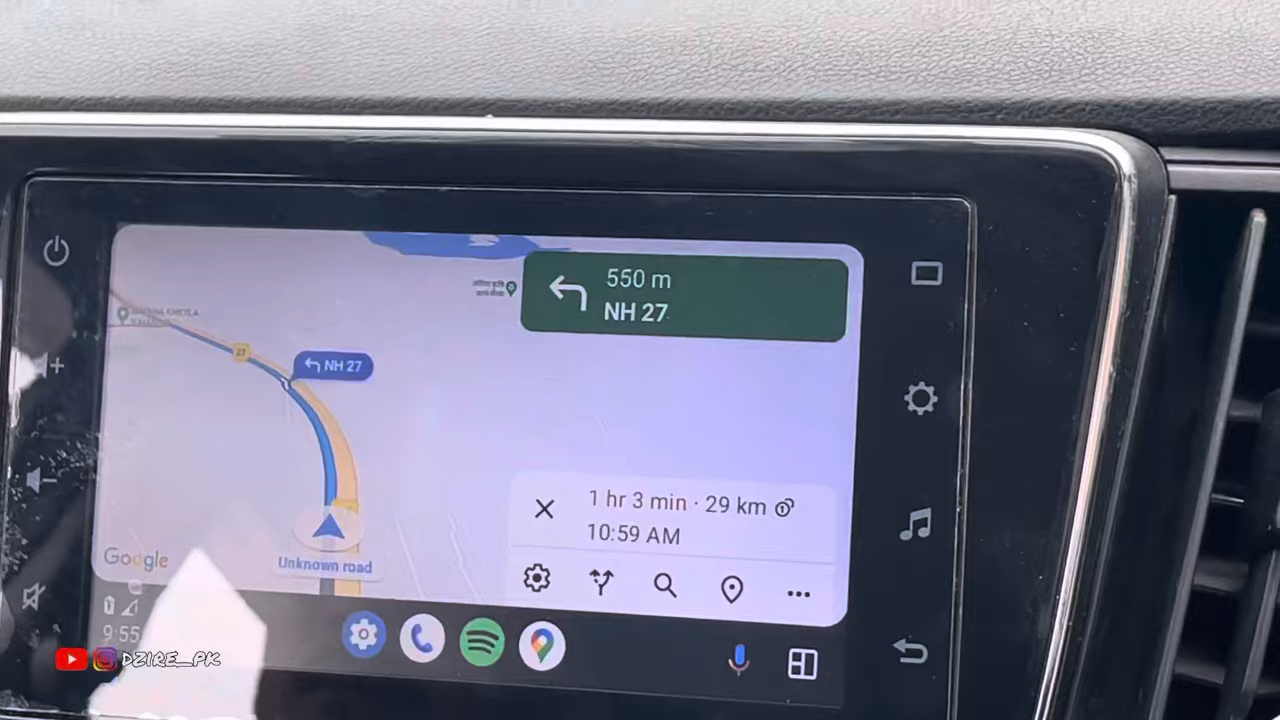 550 m
NH 27
27
NH 27
1 hr 3 min · 29 km
10:59 AM
Google
Unknown road
9:55
DZIRE_PK